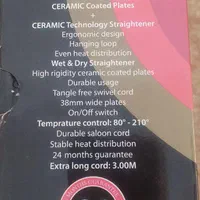 CERAMIC Coated Plates
+
CERAMIC Technology Straightener
Ergonomic design
Hanging loop
Even heat distribution
Wet & Dry Straightener
High rigidity ceramic coated plates
Durable usage
Tangle free swivel cord
38mm wide plates
On/Off switch
Temprature control: 80° - 210°
Durable saloon cord
Stable heat distribution
24 months guarantee
Extra long cord: 3.00M